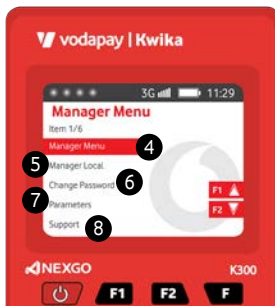 vodapay | Kwika
3G 11:29
Manager Menu
Item 1/6
Manager Menu 4
5 Manager Local
Change Password 6
7 Parameters
Support 8
F1
F2
NEXGO K300
F1 F2 F